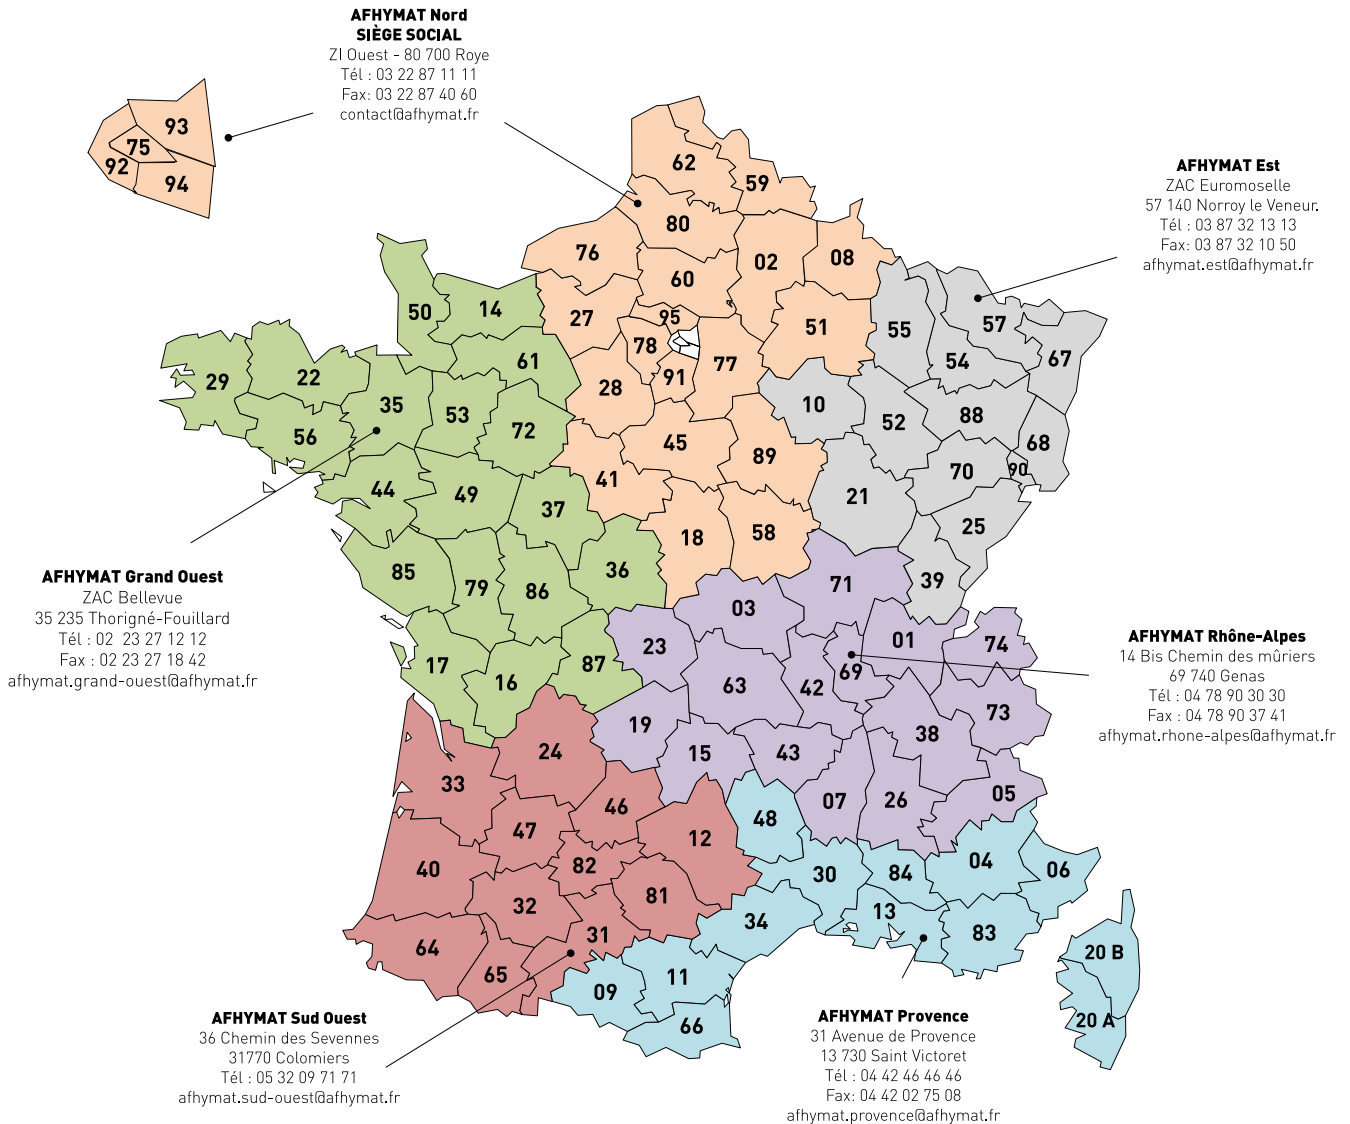 AFHYMAT Nord
SIÈGE SOCIAL
ZI Ouest - 80 700 Roye
Tél : 03 22 87 11 11
Fax: 03 22 87 40 60
contact@afhymat.fr
93
75
92
94
AFHYMAT Est
ZAC Euromoselle
57 140 Norroy le Veneur.
Tél : 03 87 32 13 13
Fax: 03 87 32 10 50
afhymat.est@afhymat.fr
62
59
80
76
02
08
60
50
14
27
95
51
55
57
78
61
77
54
67
29
22
91
28
35
53
10
88
56
72
45
52
68
89
44
49
41
70
90
21
37
18
58
25
85
79
86
36
71
39
03
AFHYMAT Grand Ouest
ZAC Bellevue
35 235 Thorigné-Fouillard
Tél : 02 23 27 12 12
Fax : 02 23 27 18 42
afhymat.grand-ouest@afhymat.fr
23
01
74
17
87
16
63
42
69
73
19
38
24
15
43
AFHYMAT Rhône-Alpes
14 Bis Chemin des mûriers
69 740 Genas
Tél : 04 78 90 30 30
Fax : 04 78 90 37 41
afhymat.rhone-alpes@afhymat.fr
33
46
07
26
05
47
48
12
40
82
30
84
04
06
32
81
34
13
83
64
31
65
09
11
20 B
66
20 A
AFHYMAT Sud Ouest
36 Chemin des Sevennes
31770 Colomiers
Tél : 05 32 09 71 71
afhymat.sud-ouest@afhymat.fr
AFHYMAT Provence
31 Avenue de Provence
13 730 Saint Victoret
Tél : 04 42 46 46 46
Fax: 04 42 02 75 08
afhymat.provence@afhymat.fr